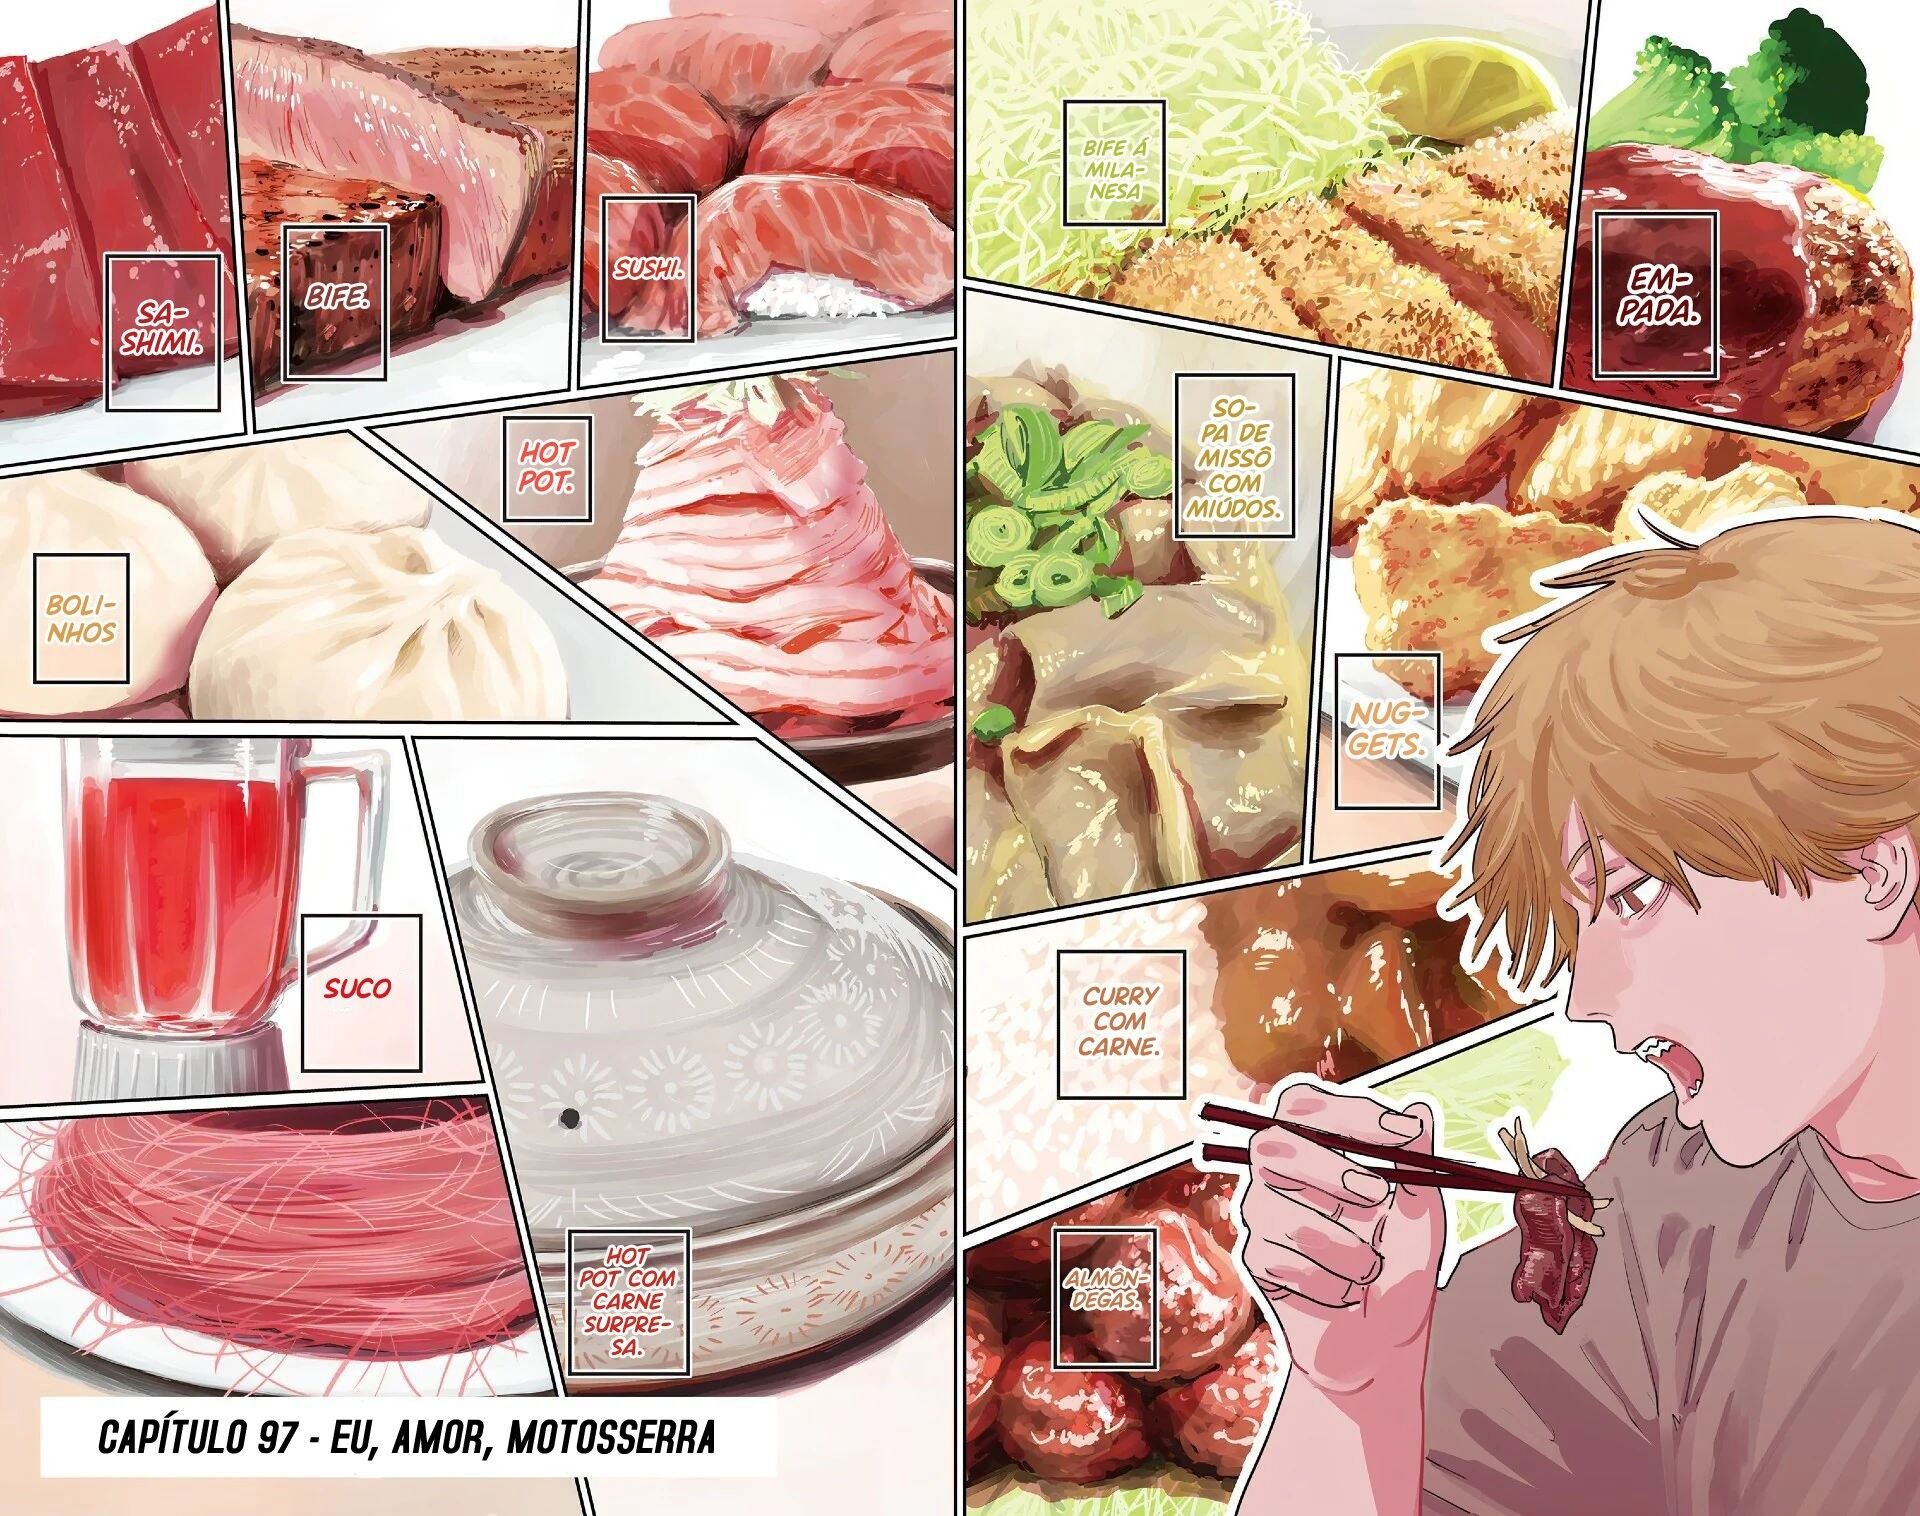 EM-
PADA.
BIFE Á
MILA-
NESA
NUG-
GETS.
SO-
PA DE
MISSÔ
COM
MIÚDOS.
CURRY
COM
CARNE.
ALMÔN-
DEGAS.
SUSHI.
BIFE.
SA-
SHIMI.
HOT
POT.
BOLI-
NHOS
SUCO
HOT
POT COM
CARNE
SURPRE-
SA.
CAPÍTULO 97 - EU, AMOR, MOTOSSERRA